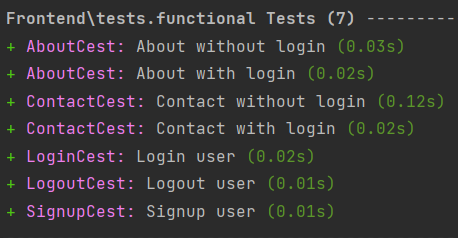 Frontend\tests.functional Tests (7) ---------
+ AboutCest: About without login (0.03s)
+ AboutCest: About with login (0.02s)
+ ContactCest: Contact without login (0.12s)
+ ContactCest: Contact with login (0.02s)
+ LoginCest: Login user (0.02s)
+ LogoutCest: Logout user (0.01s)
+ SignupCest: Signup user (0.01s)